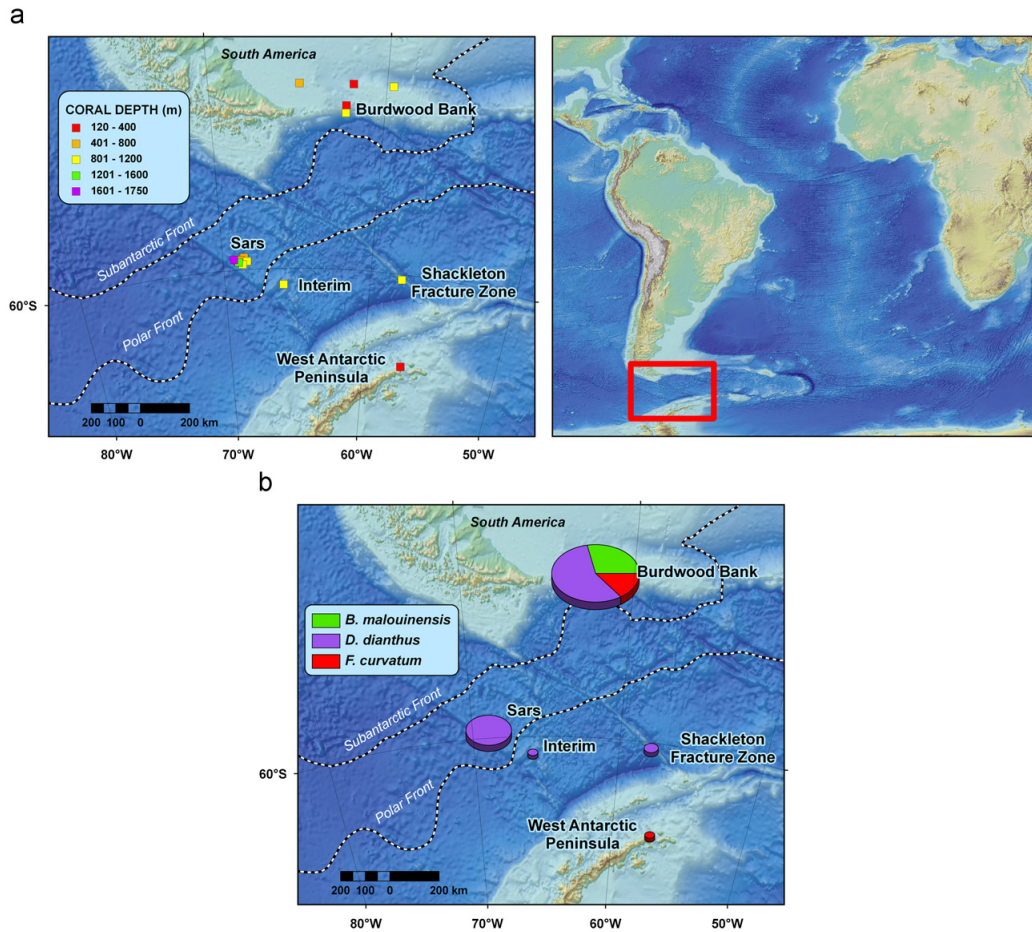 a
South America
CORAL DEPTH (m)
120 - 400
401 - 800
801 - 1200
1201 - 1600
1601 - 1750
Burdwood Bank
Subantarctic Front
Sars
Interim
Shackleton
Fracture Zone
60°S
Polar Front
West Antarctic
Peninsula
200 100 0 200 km
80°W 70°W 60°W 50°W
b
South America
Burdwood Bank
B. malouinensis
D. dianthus
F. curvatum
Subantarctic Front
Sars
Interim
Shackleton
Fracture Zone
60°S
Polar Front
West Antarctic
Peninsula
200 100 0 200 km
80°W 70°W 60°W 50°W